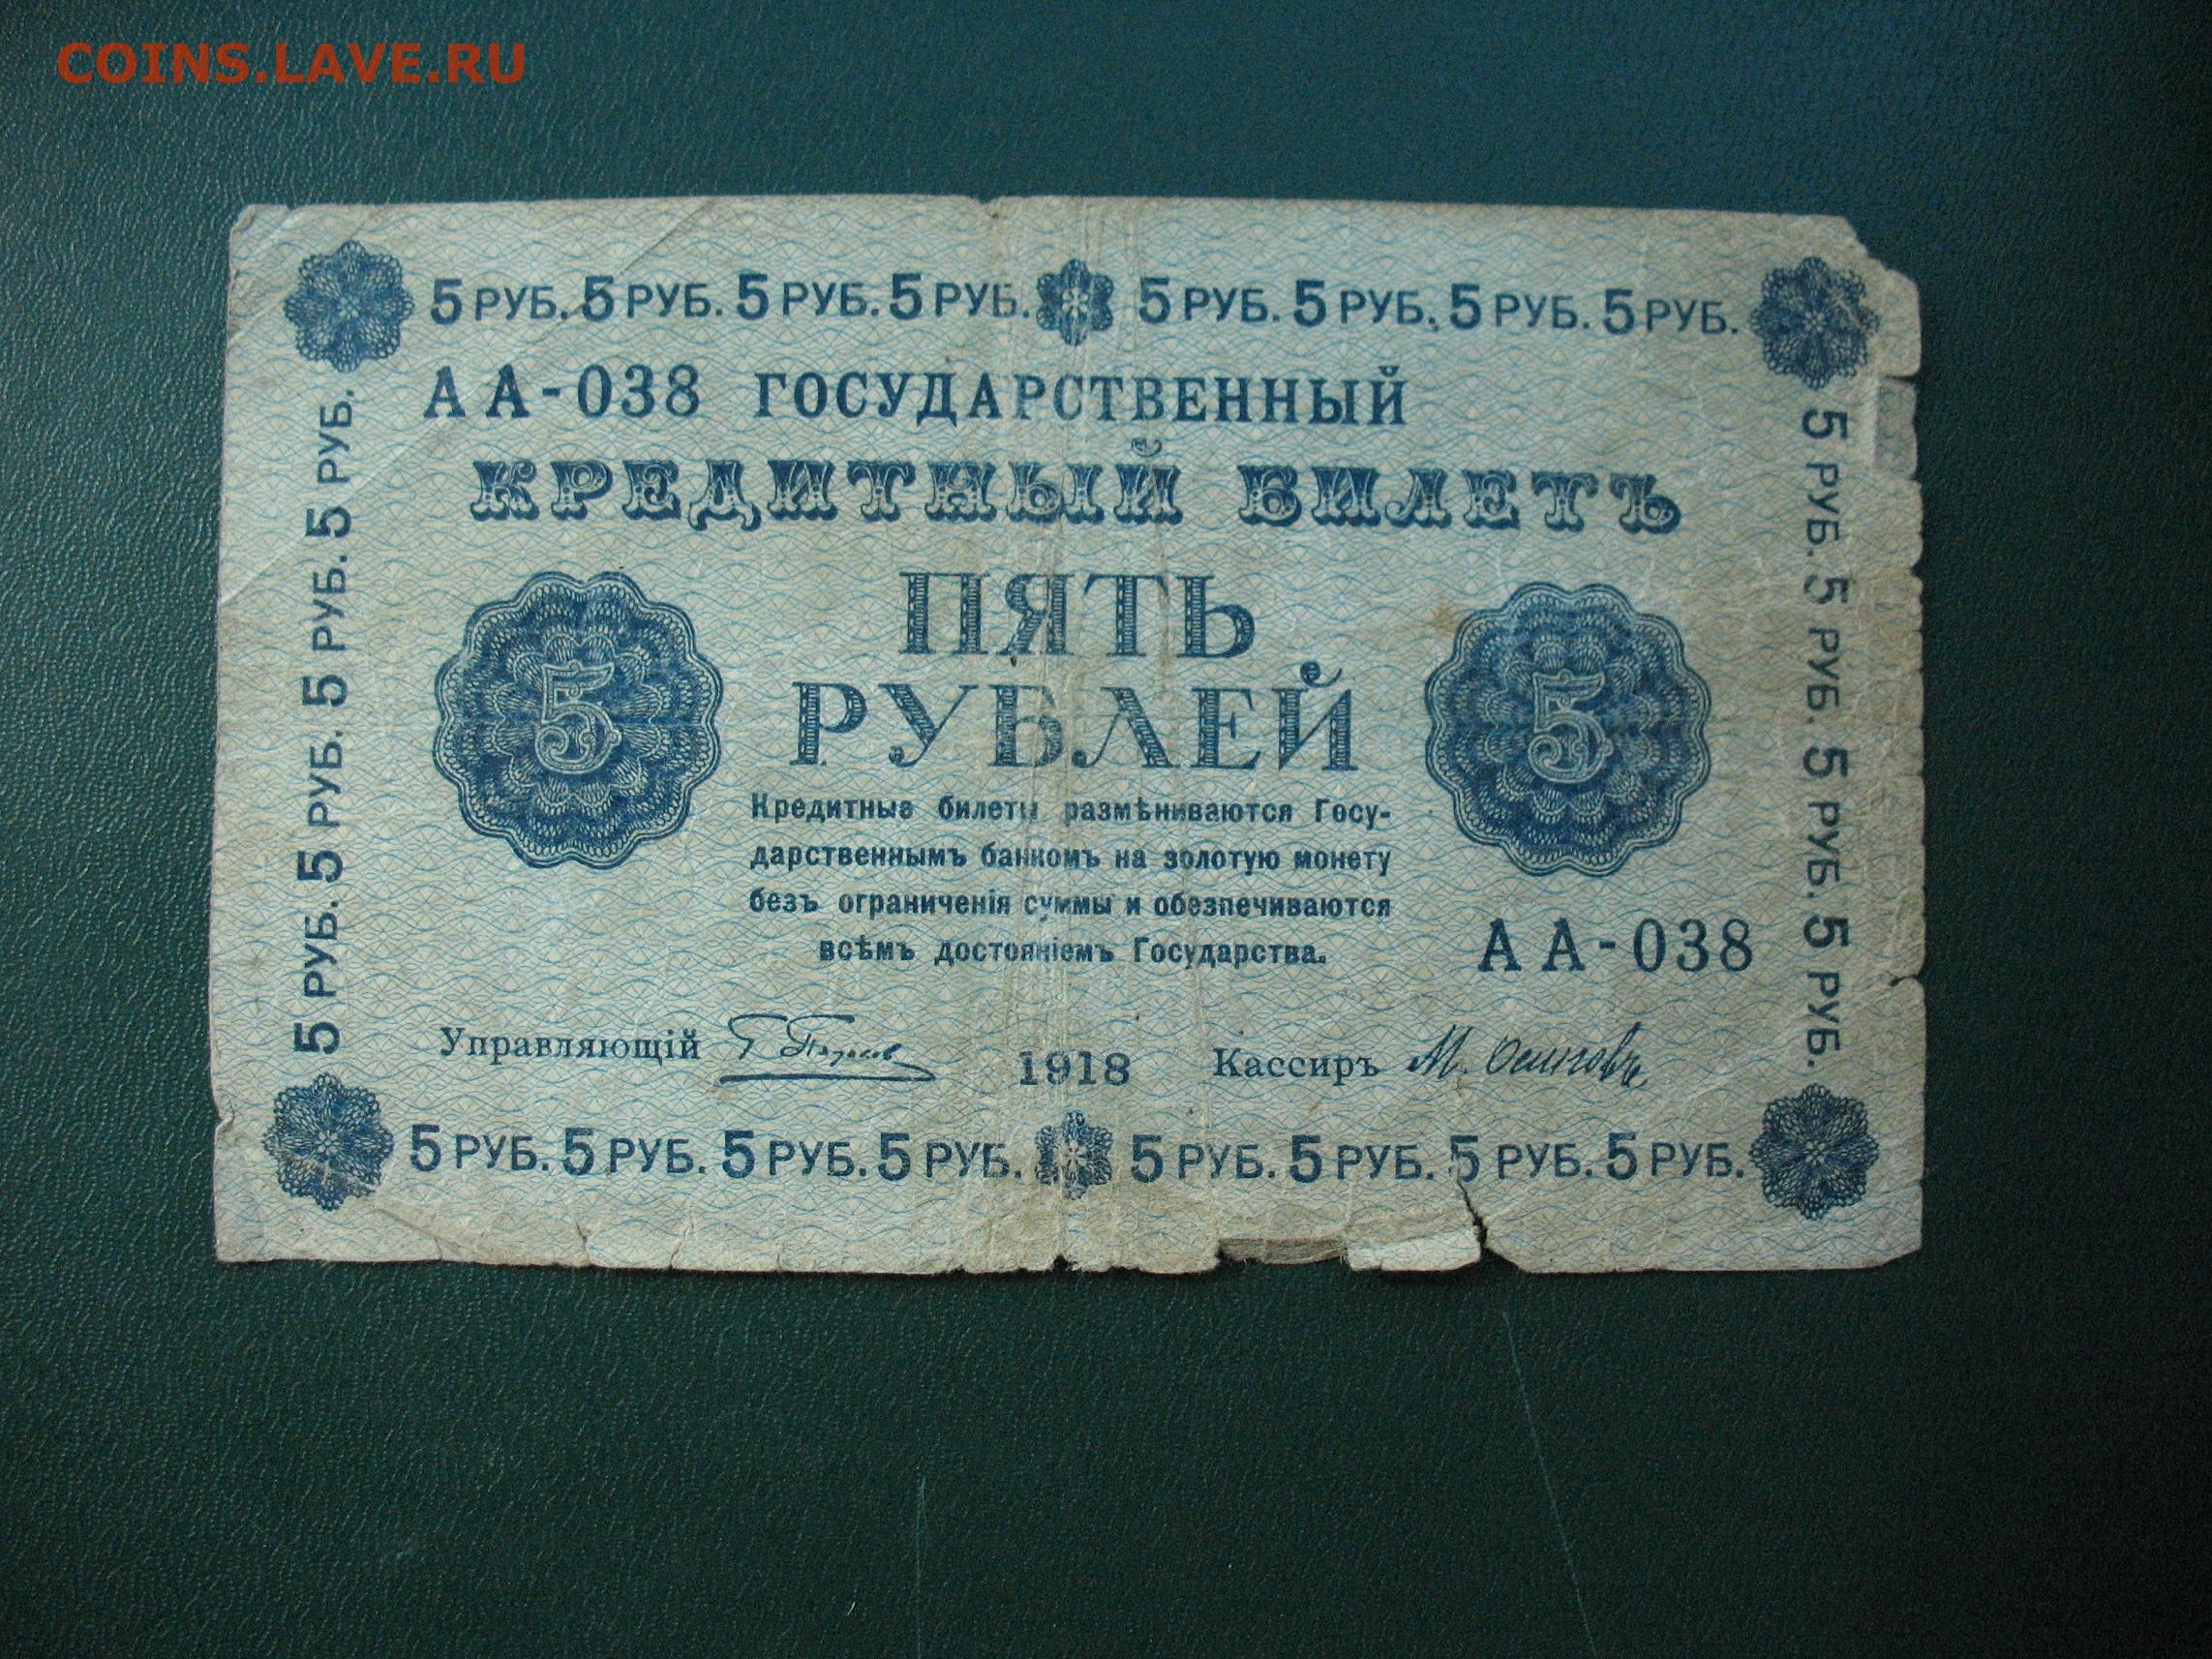 COINS.LAVE.RU
5 РУБ. 5 РУБ. 5 РУБ. 5 РУБ. 5 РУБ. 5 РУБ. 5 РУБ. 5 РУБ.
АА-038 ГОСУДАРСТВЕННЫЙ
КРЕДИТНЫЙ БИЛЕТЪ
ПЯТЬ
РУБЛЕЙ
5
5
Кредитные билеты размѣниваются Госу-
дарственнымъ банкомъ на золотую монету
безъ ограниченія суммы и обезпечиваются
всѣмъ достояніемъ Государства.
АА-038
Управляющій
1918
Кассиръ М. Осиповъ
5 РУБ. 5 РУБ. 5 РУБ. 5 РУБ. 5 РУБ. 5 РУБ. 5 РУБ. 5 РУБ.
5 РУБ. 5 РУБ. 5 РУБ. 5 РУБ.
5 РУБ. 5 РУБ. 5 РУБ. 5 РУБ.